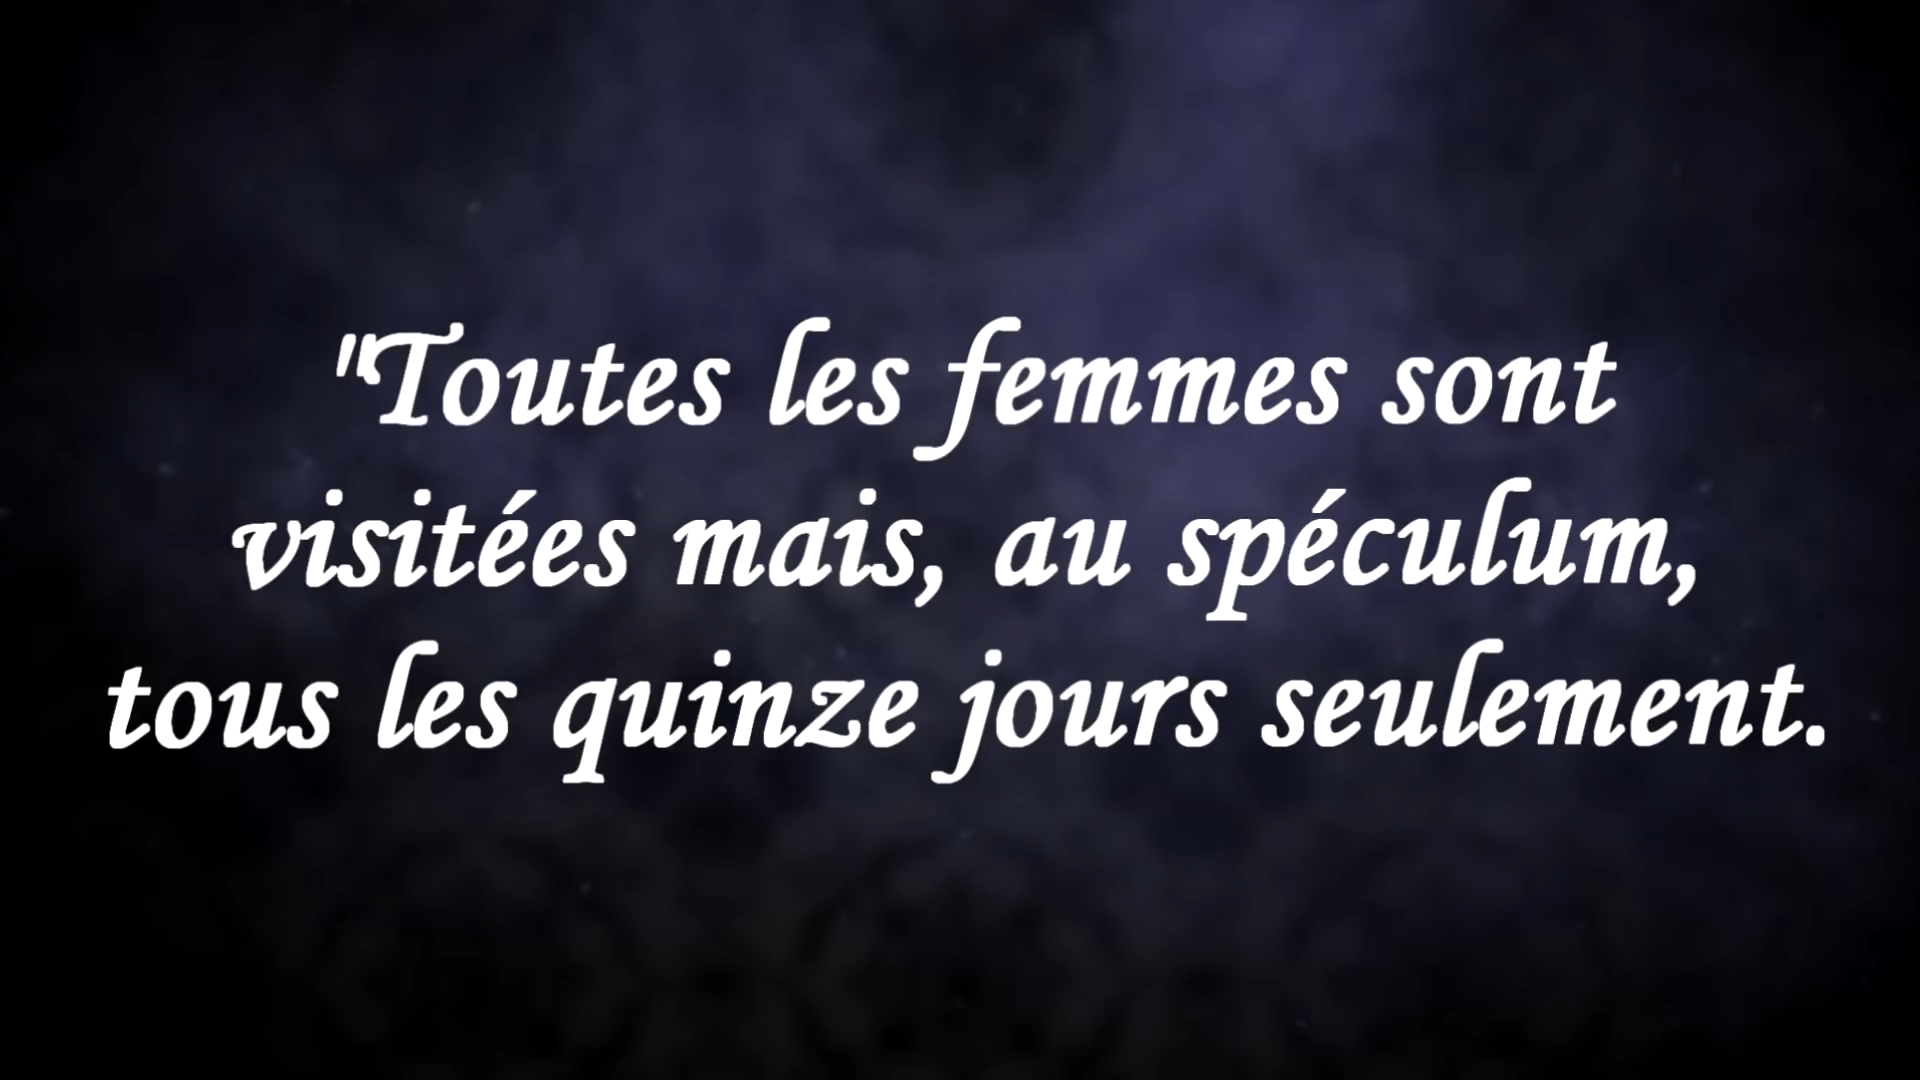 "Toutes les femmes sont
visitées mais, au spéculum,
tous les quinze jours seulement.